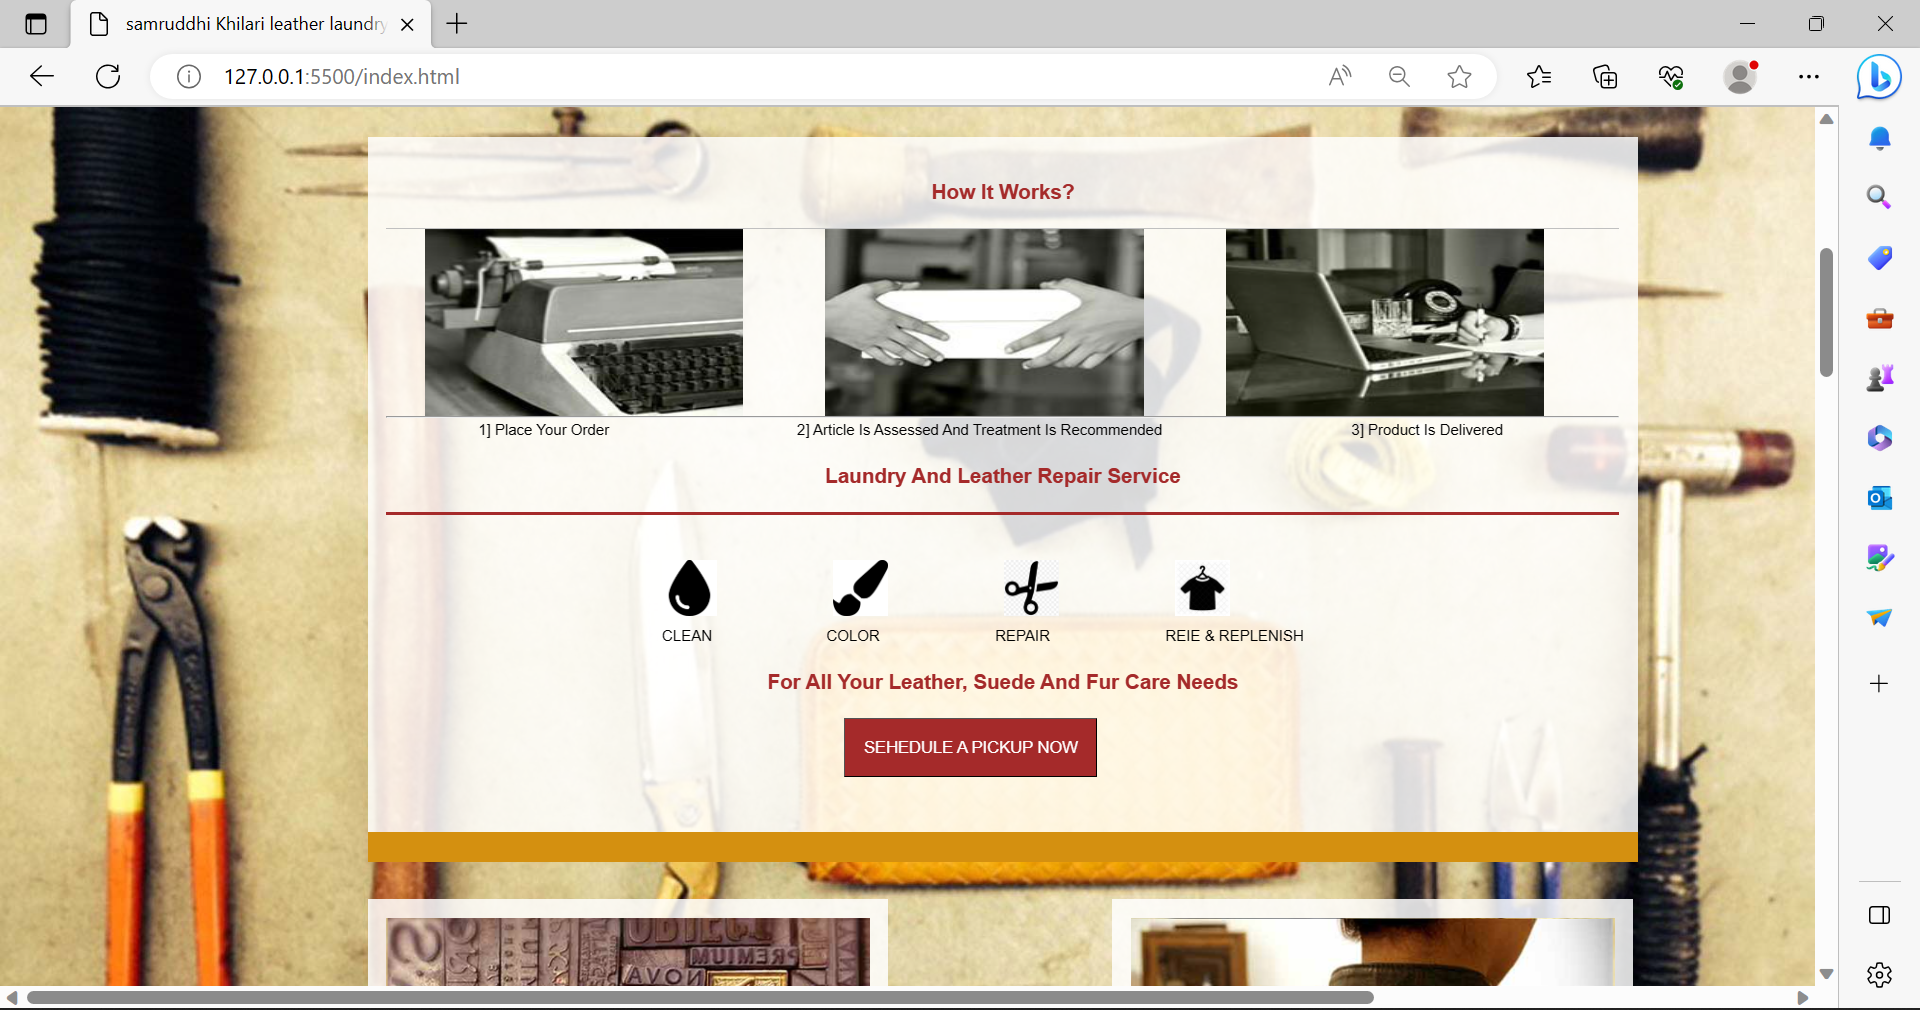 samruddhi Khilari leather laundry
127.0.0.1:5500/index.html
How It Works?
1] Place Your Order
2] Article Is Assessed And Treatment Is Recommended
3] Product Is Delivered
Laundry And Leather Repair Service
CLEAN
COLOR
REPAIR
REIE & REPLENISH
For All Your Leather, Suede And Fur Care Needs
SEHEDULE A PICKUP NOW